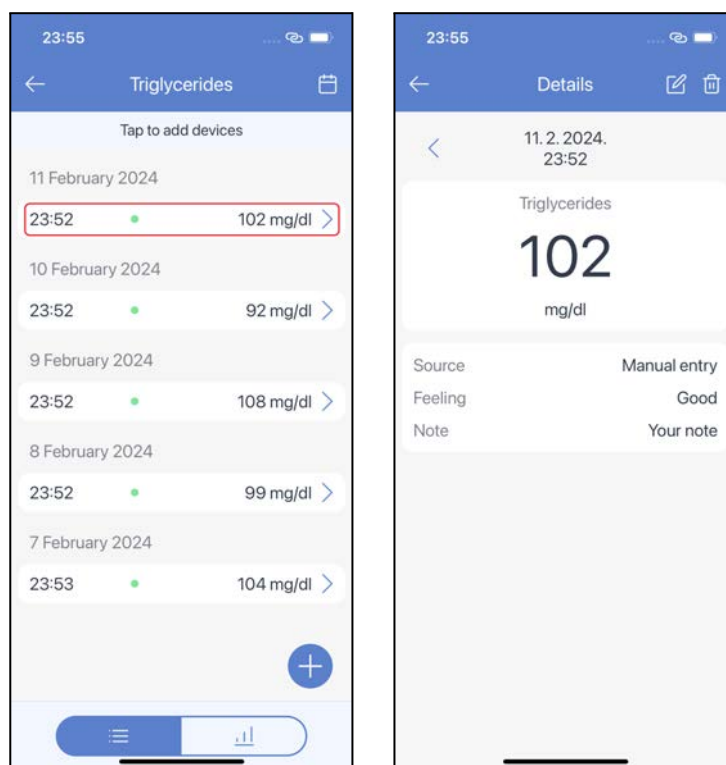 23:55
Triglycerides
Tap to add devices
11 February 2024
23:52 102 mg/dl
10 February 2024
23:52 92 mg/dl
9 February 2024
23:52 108 mg/dl
8 February 2024
23:52 99 mg/dl
7 February 2024
23:53 104 mg/dl
23:55
Details
11. 2. 2024.
23:52
Triglycerides
102
mg/dl
Source Manual entry
Feeling Good
Note Your note